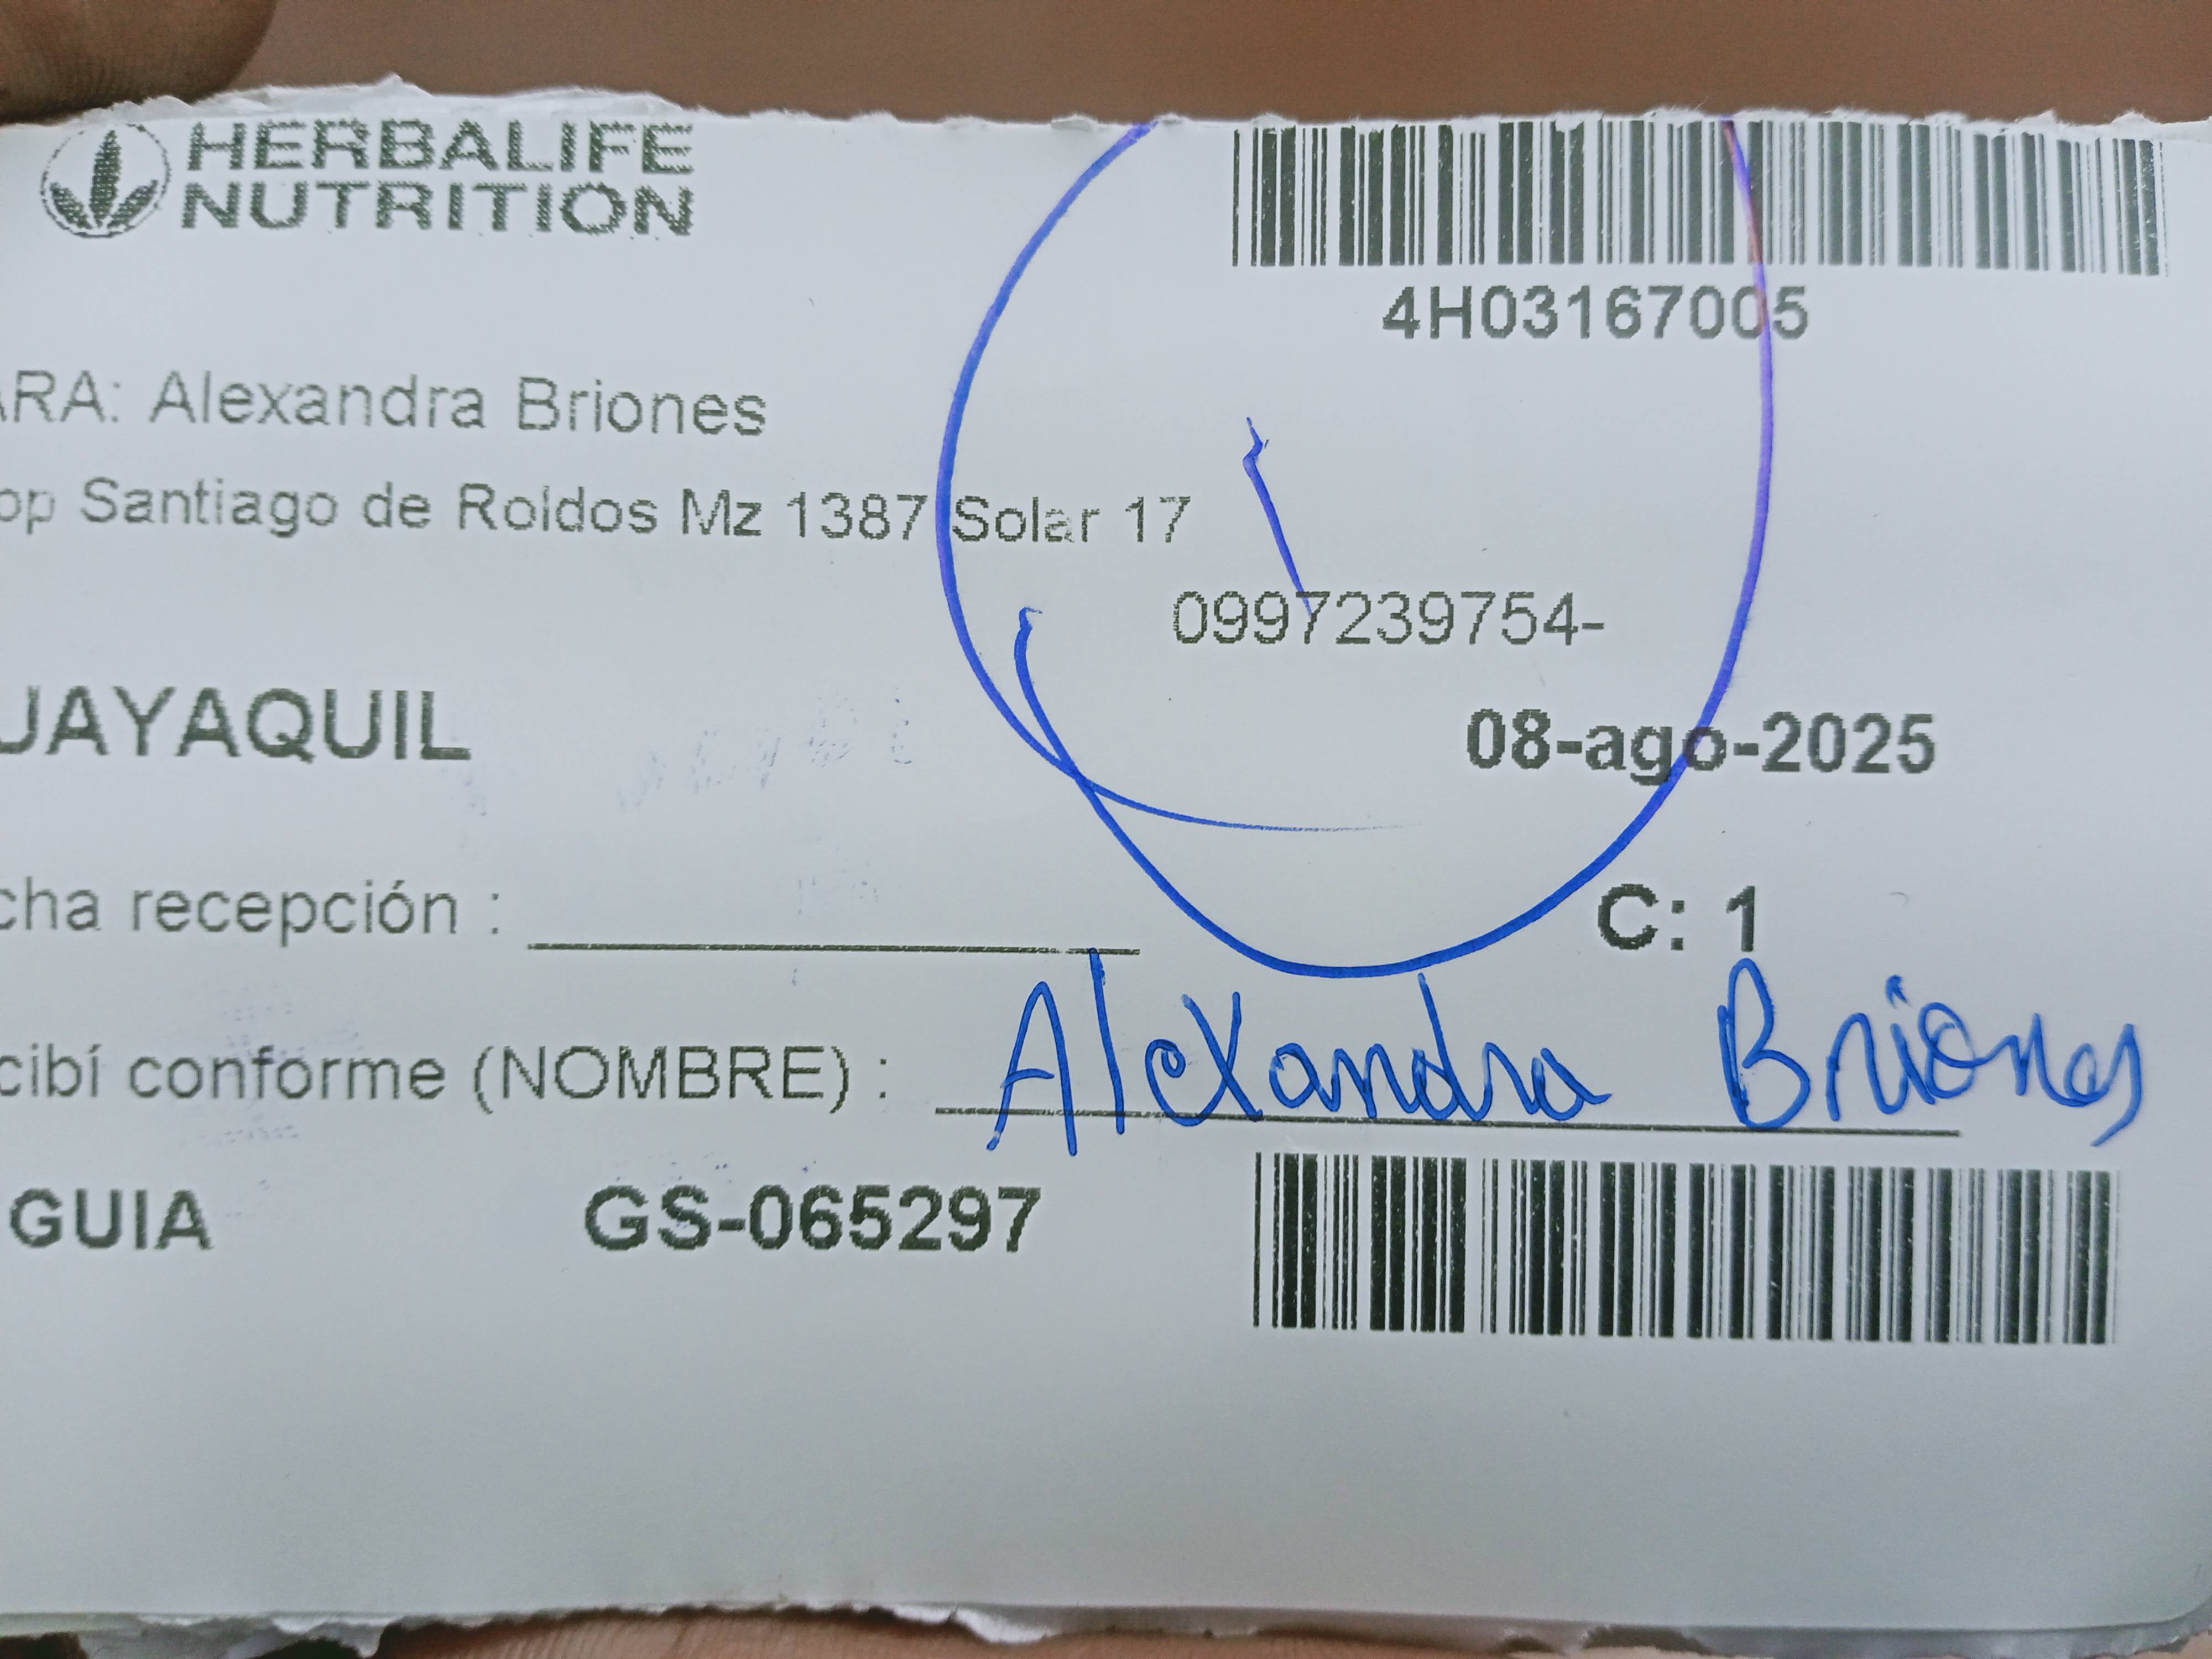 HERBALIFE
NUTRITION
4H03167005
ARA: Alexandra Briones
op Santiago de Roldos Mz 1387 Solar 17
0997239754-
UAYAQUIL
08-ago-2025
cha recepción :
C: 1
cibí conforme (NOMBRE) : Alexandra Briones
GUIA GS-065297